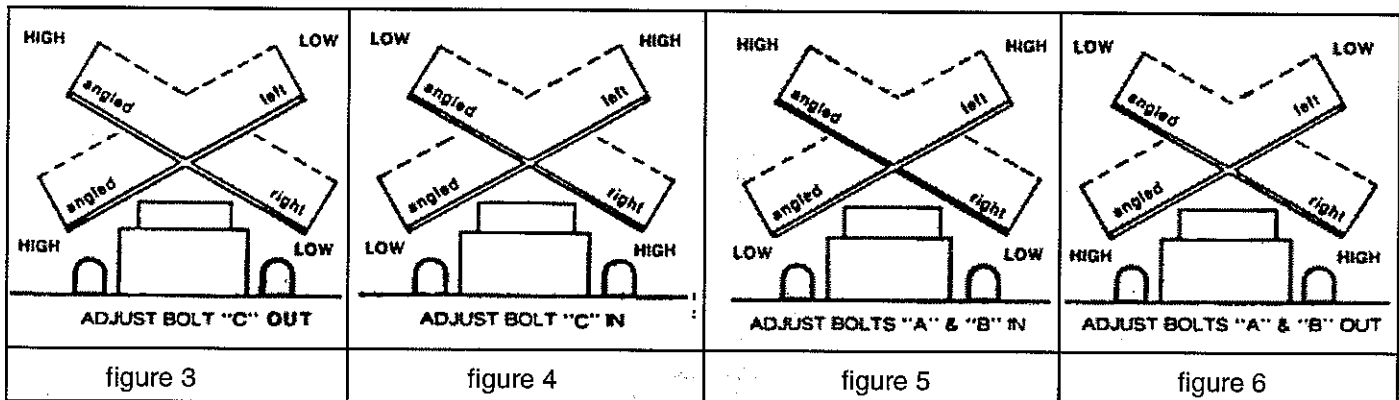 HIGH LOW
angled left
angled right
HIGH LOW
ADJUST BOLT "C" OUT
figure 3
LOW HIGH
angled left
angled right
LOW HIGH
ADJUST BOLT "C" IN
figure 4
HIGH HIGH
angled left
angled right
LOW LOW
ADJUST BOLTS "A" & "B" IN
figure 5
LOW LOW
angled left
angled right
HIGH HIGH
ADJUST BOLTS "A" & "B" OUT
figure 6